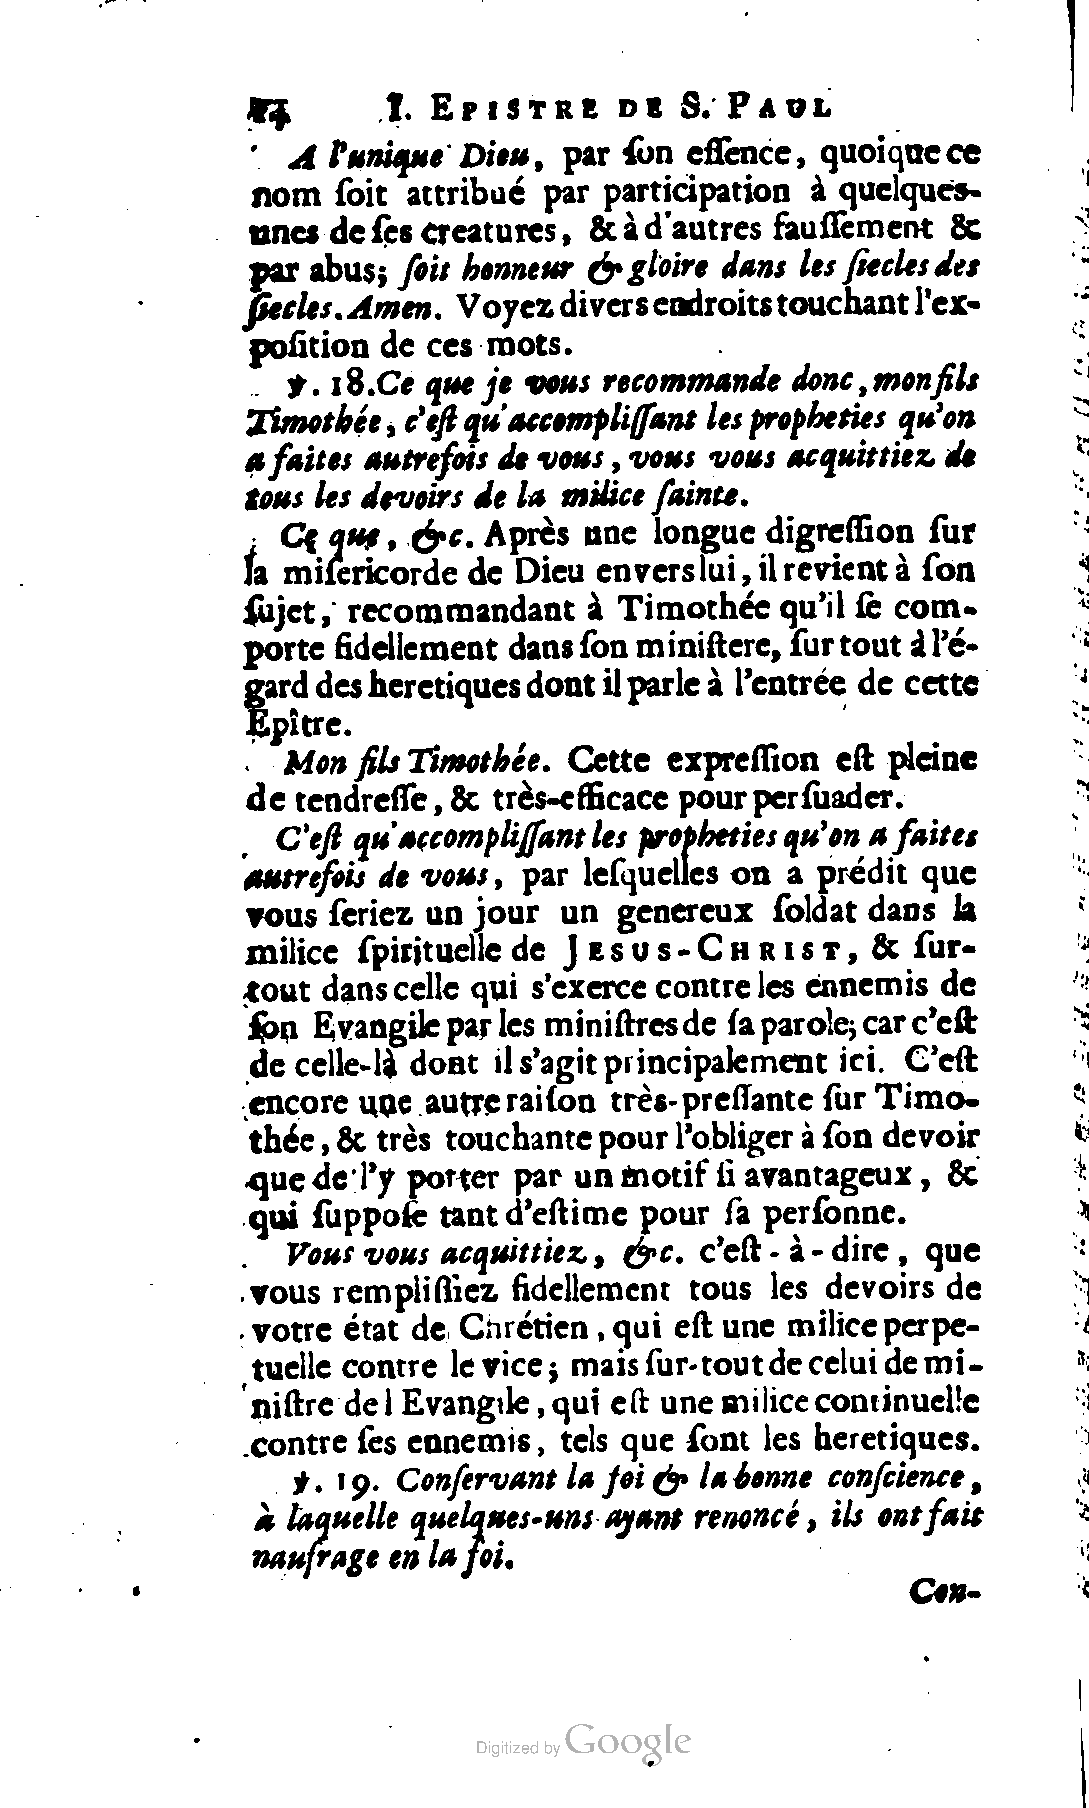 I. EPISTRE DE S. PAUL
A l'unique Dieu, par ſon eſſence, quoique ce
nom ſoit attribué par participation à quelques-
unes de ſes creatures, & à d'autres fauſſement &
par abus; ſoit honneur & gloire dans les ſiecles des
ſiecles. Amen. Voyez divers endroits touchant l'ex-
poſition de ces mots.
℣. 18. Ce que je vous recommande donc, mon fils
Timothée, c'eſt qu'accompliſſant les propheties qu'on
a faites autrefois de vous, vous vous acquittiez de
tous les devoirs de la milice ſainte.
Ce que, &c. Après une longue digreſſion ſur
la miſericorde de Dieu envers lui, il revient à ſon
ſujet, recommandant à Timothée qu'il ſe com-
porte fidellement dans ſon miniſtere, ſur tout à l'é-
gard des heretiques dont il parle à l'entrée de cette
Epître.
Mon fils Timothée. Cette expreſſion eſt pleine
de tendreſſe, & très-efficace pour perſuader.
C'eſt qu'accompliſſant les propheties qu'on a faites
autrefois de vous, par leſquelles on a prédit que
vous ſeriez un jour un genereux ſoldat dans la
milice ſpirituelle de JESUS-CHRIST, & ſur-
tout dans celle qui s'exerce contre les ennemis de
ſon Evangile par les miniſtres de ſa parole; car c'eſt
de celle-là dont il s'agit principalement ici. C'eſt
encore une autre raiſon très-preſſante ſur Timo-
thée, & très touchante pour l'obliger à ſon devoir
que de l'y porter par un motif ſi avantageux, &
qui ſuppoſe tant d'eſtime pour ſa perſonne.
Vous vous acquittiez, &c. c'eſt-à-dire, que
vous rempliſſiez fidellement tous les devoirs de
votre état de Chrétien, qui eſt une milice perpe-
tuelle contre le vice; mais ſur-tout de celui de mi-
niſtre de l Evangile, qui eſt une milice continuelle
contre ſes ennemis, tels que ſont les heretiques.
℣. 19. Conſervant la foi & la bonne conſcience,
à laquelle quelques-uns ayant renoncé, ils ont fait
naufrage en la foi.
Con-
Digitized by Google